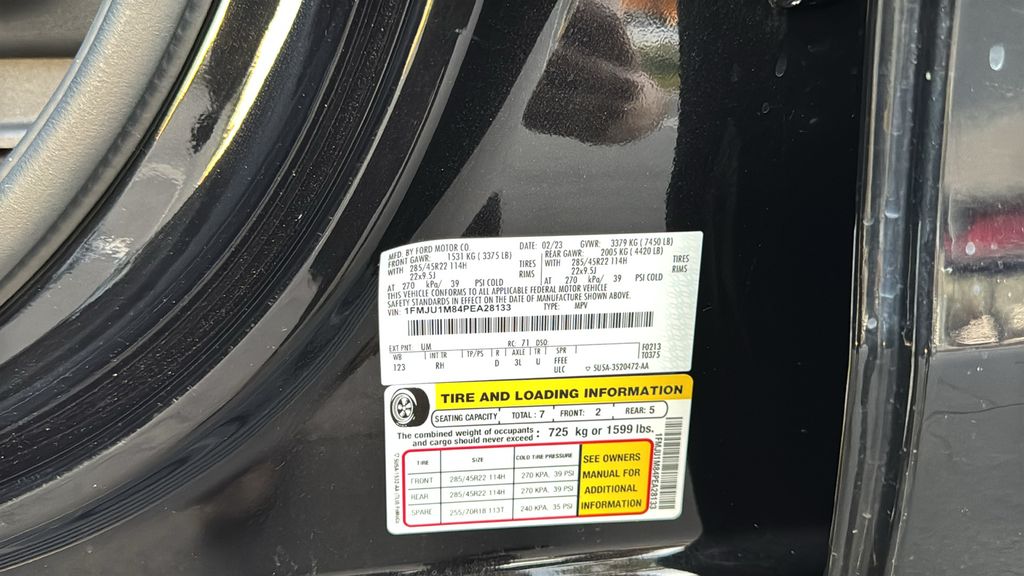 MFD. BY FORD MOTOR CO. DATE: 02/23 GVWR: 3379 KG ( 7450 LB)
FRONT GAWR: 1531 KG ( 3375 LB) REAR GAWR: 2005 KG ( 4420 LB)
WITH 285/45R22 114H TIRES WITH 285/45R22 114H TIRES
22x9.5J RIMS 22x9.5J RIMS
AT 270 kPa/ 39 PSI COLD AT 270 kPa/ 39 PSI COLD
THIS VEHICLE CONFORMS TO ALL APPLICABLE FEDERAL MOTOR VEHICLE
SAFETY STANDARDS IN EFFECT ON THE DATE OF MANUFACTURE SHOWN ABOVE.
VIN: 1FMJU1M84PEA28133 TYPE: MPV
EXT PNT: UM RC: 71 DSO: F0213
WB INT TR TP/PS R AXLE TR SPR T0375
123 RH D 3L U FFEE
ULC ▽ SU5A-3520472-AA
TIRE AND LOADING INFORMATION
SEATING CAPACITY TOTAL: 7 FRONT: 2 REAR: 5
The combined weight of occupants and cargo should never exceed : 725 kg or 1599 lbs.
TIRE SIZE COLD TIRE PRESSURE
FRONT 285/45R22 114H 270 KPA, 39 PSI
REAR 285/45R22 114H 270 KPA, 39 PSI
SPARE 255/70R18 113T 240 KPA, 35 PSI
SEE OWNERS
MANUAL FOR
ADDITIONAL
INFORMATION
1FMJU1M84PEA28133